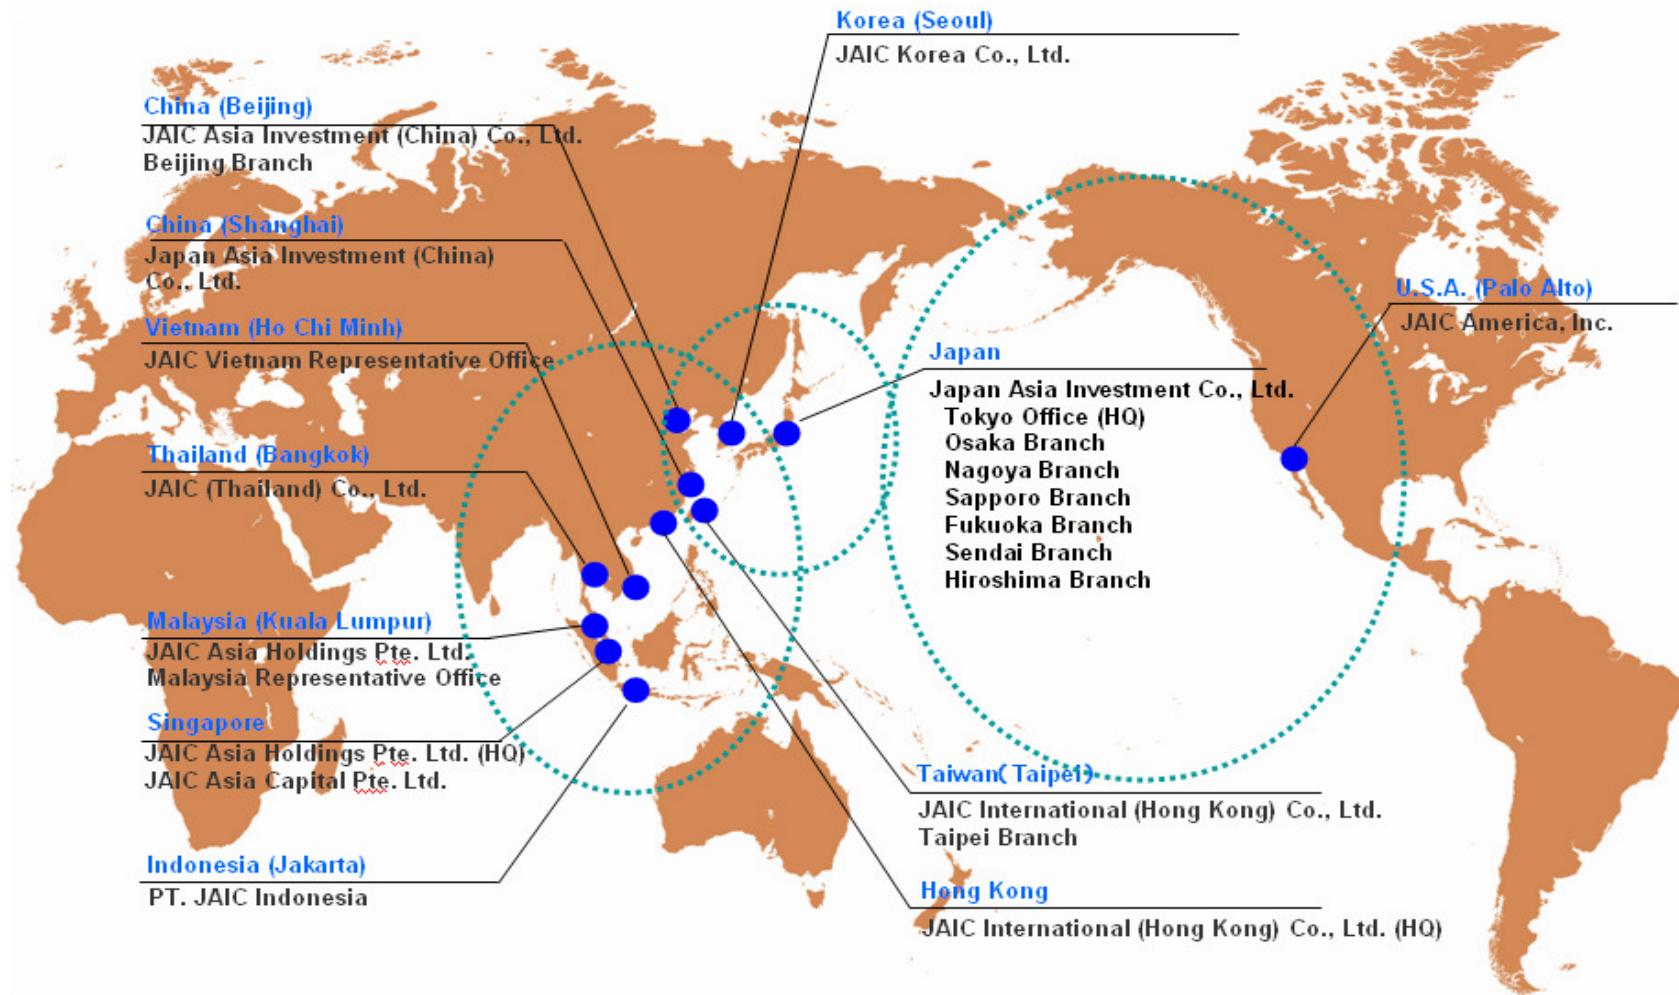 Korea (Seoul)
JAIC Korea Co., Ltd.
China (Beijing)
JAIC Asia Investment (China) Co., Ltd.
Beijing Branch
China (Shanghai)
Japan Asia Investment (China)
Co., Ltd.
Vietnam (Ho Chi Minh)
JAIC Vietnam Representative Office
Thailand (Bangkok)
JAIC (Thailand) Co., Ltd.
Malaysia (Kuala Lumpur)
JAIC Asia Holdings Pte. Ltd.
Malaysia Representative Office
Singapore
JAIC Asia Holdings Pte. Ltd. (HQ)
JAIC Asia Capital Pte. Ltd.
Indonesia (Jakarta)
PT. JAIC Indonesia
U.S.A. (Palo Alto)
JAIC America, Inc.
Japan
Japan Asia Investment Co., Ltd.
Tokyo Office (HQ)
Osaka Branch
Nagoya Branch
Sapporo Branch
Fukuoka Branch
Sendai Branch
Hiroshima Branch
Taiwan(Taipei)
JAIC International (Hong Kong) Co., Ltd.
Taipei Branch
Hong Kong
JAIC International (Hong Kong) Co., Ltd. (HQ)